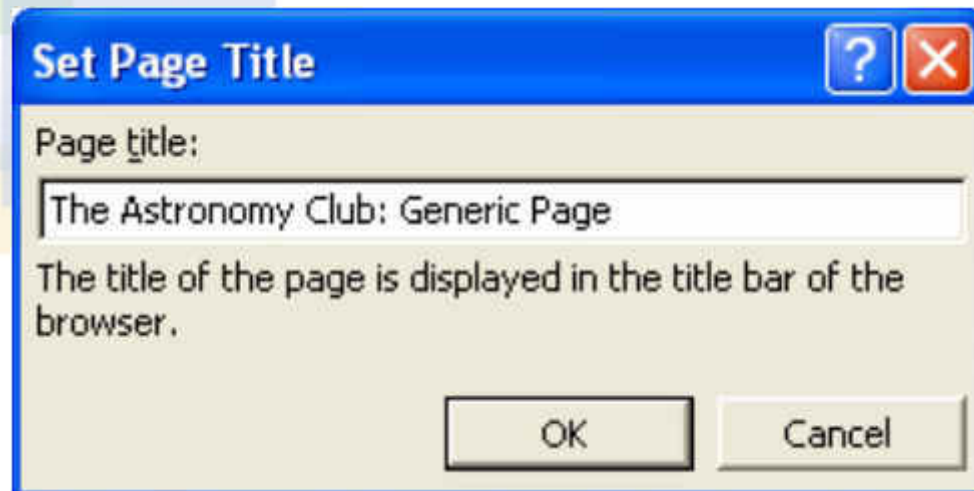 Set Page Title
Page title:
The Astronomy Club: Generic Page
The title of the page is displayed in the title bar of the
browser.
OK Cancel